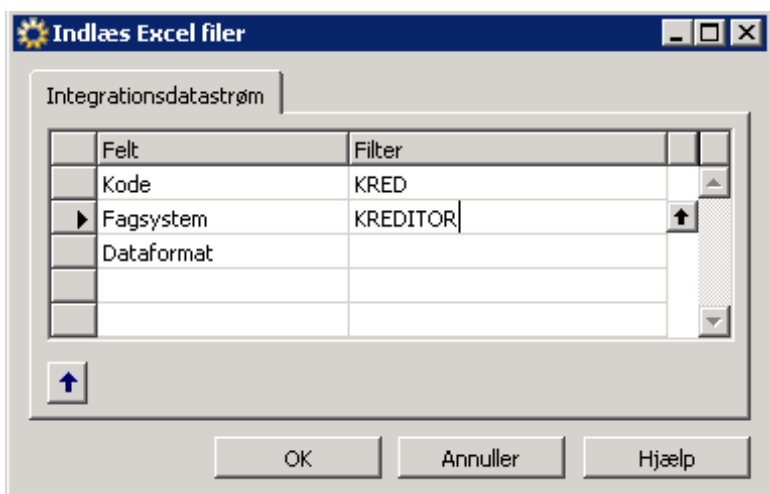 Indlæs Excel filer
Integrationsdatastrøm
Felt Filter
Kode KRED
Fagsystem KREDITOR
Dataformat
OK Annuller Hjælp